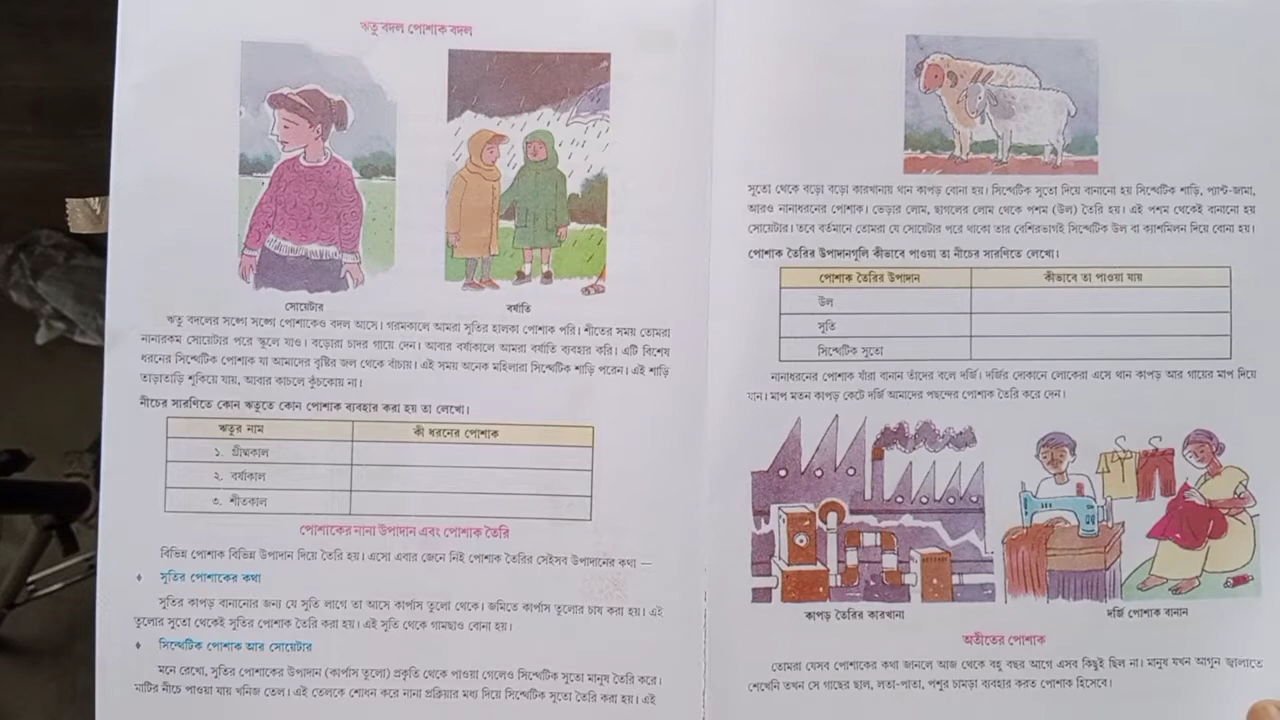 ঋতু বদল পোশাক বদল
সোয়েটার
বর্ষাতি
ঋতু বদলের সঙ্গে সঙ্গে পোশাকেও বদল আসে। গরমকালে আমরা সুতির হালকা পোশাক পরি। শীতের সময় তোমরা
নানারকম সোয়েটার পরে স্কুলে যাও। বড়োরা চাদর গায়ে দেন। আবার বর্ষাকালে আমরা বর্ষাতি ব্যবহার করি। এটি বিশেষ
ধরনের সিন্থেটিক পোশাক যা আমাদের বৃষ্টির জল থেকে বাঁচায়। এই সময় অনেক মহিলারা সিন্থেটিক শাড়ি পরেন। এই শাড়ি
তাড়াতাড়ি শুকিয়ে যায়, আবার কাচলে কুঁচকোয় না।
নীচের সারণিতে কোন ঋতুতে কোন পোশাক ব্যবহার করা হয় তা লেখো।
ঋতুর নাম কী ধরনের পোশাক
১. গ্রীষ্মকাল
২. বর্ষাকাল
৩. শীতকাল
পোশাকের নানা উপাদান এবং পোশাক তৈরি
বিভিন্ন পোশাক বিভিন্ন উপাদান দিয়ে তৈরি হয়। এসো এবার জেনে নিই পোশাক তৈরির সেইসব উপাদানের কথা —
♦ সুতির পোশাকের কথা
সুতির কাপড় বানানোর জন্য যে সুতি লাগে তা আসে কার্পাস তুলো থেকে। জমিতে কার্পাস তুলোর চাষ করা হয়। এই
তুলোর সুতো থেকেই সুতির পোশাক তৈরি করা হয়। এই সুতি থেকে গামছাও বোনা হয়।
♦ সিন্থেটিক পোশাক আর সোয়েটার
মনে রেখো, সুতির পোশাকের উপাদান (কার্পাস তুলো) প্রকৃতি থেকে পাওয়া গেলেও সিন্থেটিক সুতো মানুষ তৈরি করে।
মাটির নীচে পাওয়া যায় খনিজ তেল। এই তেলকে শোধন করে নানা প্রক্রিয়ার মধ্য দিয়ে সিন্থেটিক সুতো তৈরি করা হয়। এই
সুতো থেকে বড়ো বড়ো কারখানায় থান কাপড় বোনা হয়। সিন্থেটিক সুতো দিয়ে বানানো হয় সিন্থেটিক শাড়ি, প্যান্ট-জামা,
আরও নানাধরনের পোশাক। ভেড়ার লোম, ছাগলের লোম থেকে পশম (উল) তৈরি হয়। এই পশম থেকেই বানানো হয়
সোয়েটার। তবে বর্তমানে তোমরা যে সোয়েটার পরে থাকো তার বেশিরভাগই সিন্থেটিক উল বা ক্যাশমিলন দিয়ে বোনা হয়।
পোশাক তৈরির উপাদানগুলি কীভাবে পাওয়া তা নীচের সারণিতে লেখো।
পোশাক তৈরির উপাদান কীভাবে তা পাওয়া যায়
উল
সুতি
সিন্থেটিক সুতো
নানাধরনের পোশাক যাঁরা বানান তাঁদের বলে দর্জি। দর্জির দোকানে লোকেরা এসে থান কাপড় আর গায়ের মাপ দিয়ে
যান। মাপ মতন কাপড় কেটে দর্জি আমাদের পছন্দের পোশাক তৈরি করে দেন।
কাপড় তৈরির কারখানা
দর্জি পোশাক বানান
অতীতের পোশাক
তোমরা যেসব পোশাকের কথা জানলে আজ থেকে বহু বছর আগে এসব কিছুই ছিল না। মানুষ যখন আগুন জ্বালাতে
শেখেনি তখন সে গাছের ছাল, লতা-পাতা, পশুর চামড়া ব্যবহার করত পোশাক হিসেবে।